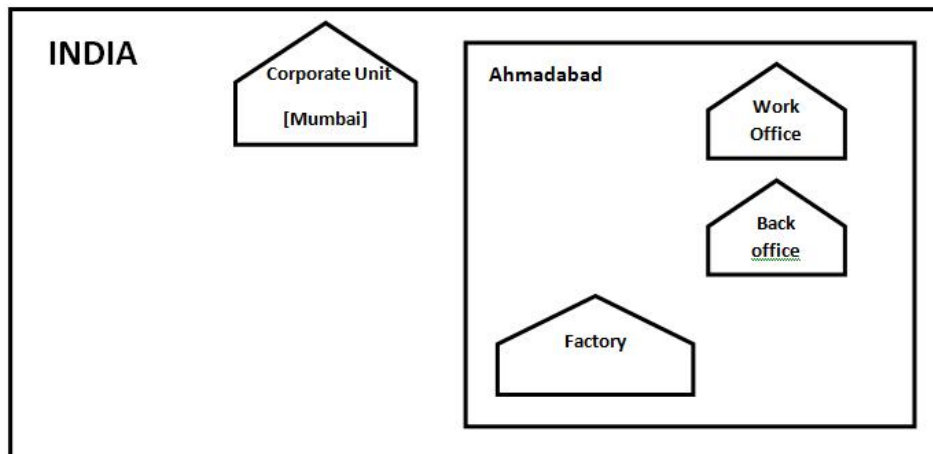 INDIA
Corporate Unit
[Mumbai]
Ahmadabad
Work
Office
Back
office
Factory